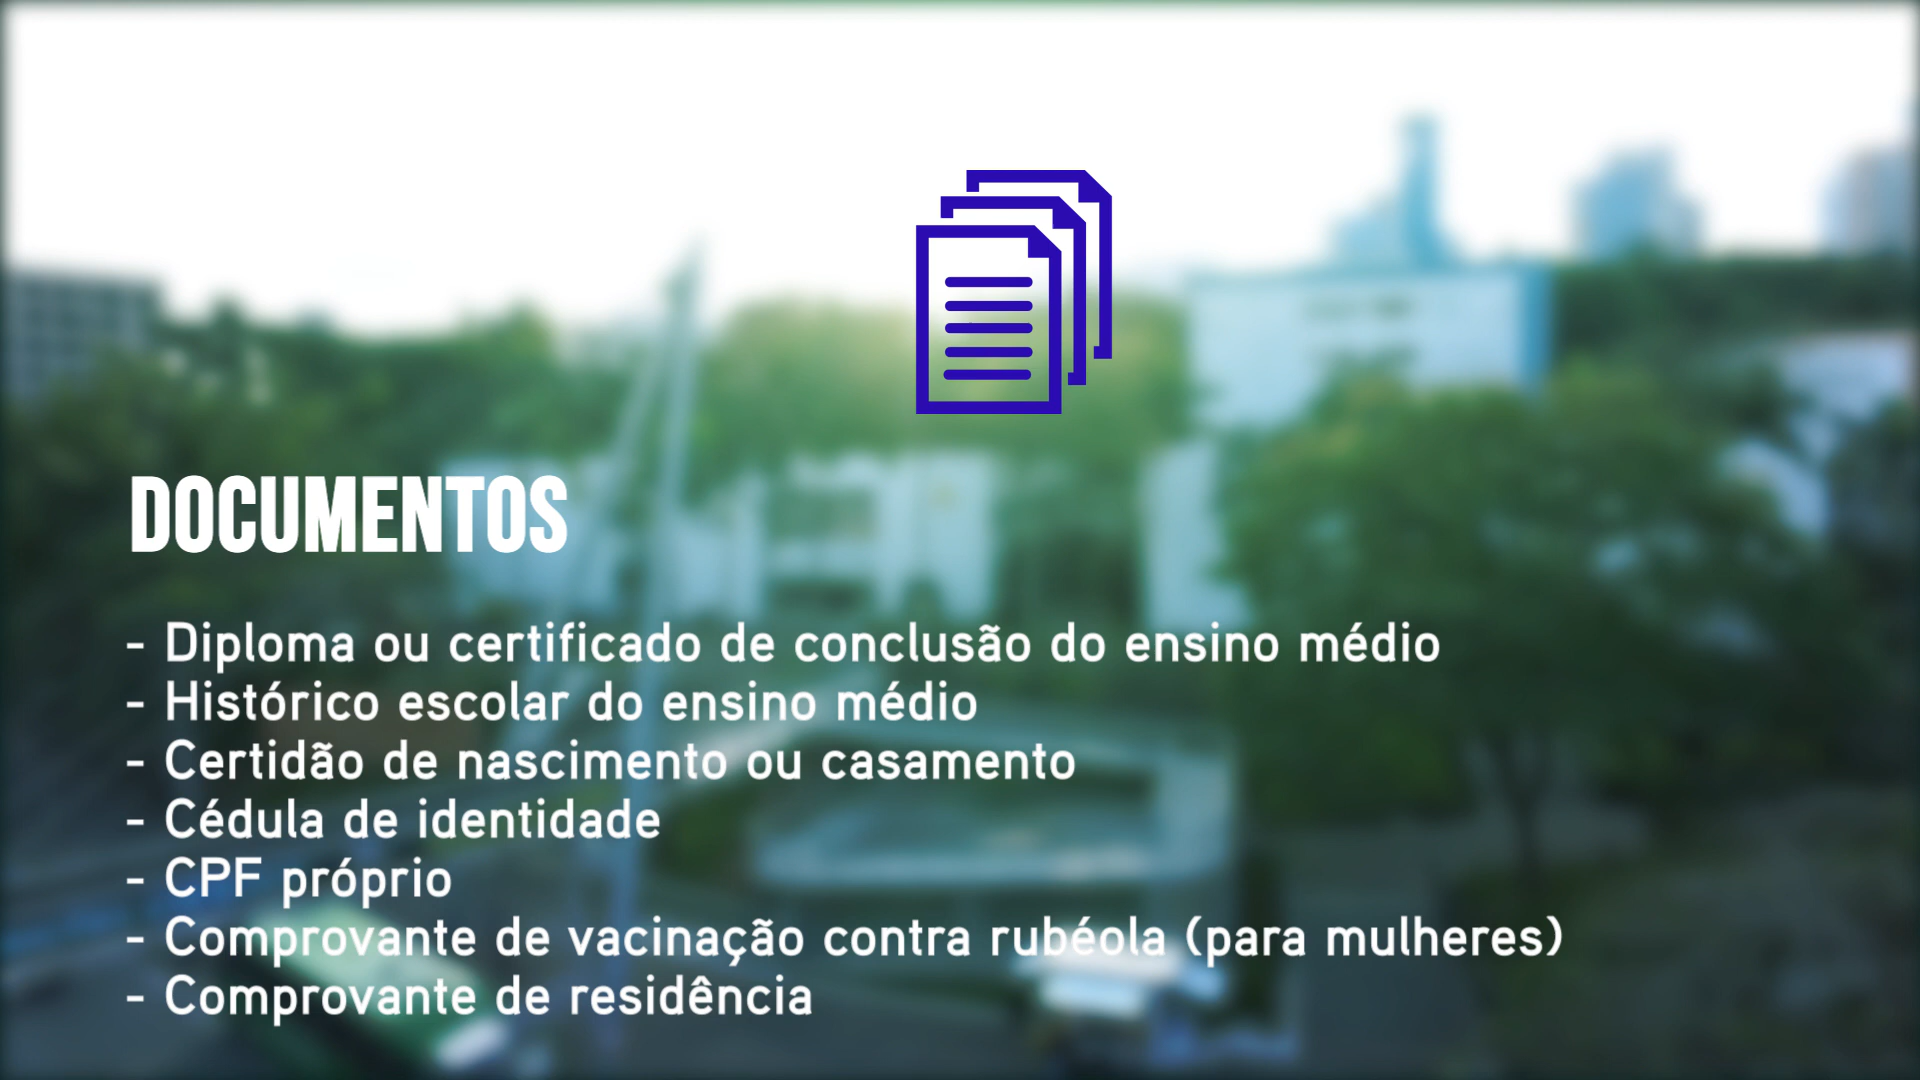 DOCUMENTOS
- Diploma ou certificado de conclusão do ensino médio
- Histórico escolar do ensino médio
- Certidão de nascimento ou casamento
- Cédula de identidade
- CPF próprio
- Comprovante de vacinação contra rubéola (para mulheres)
- Comprovante de residência